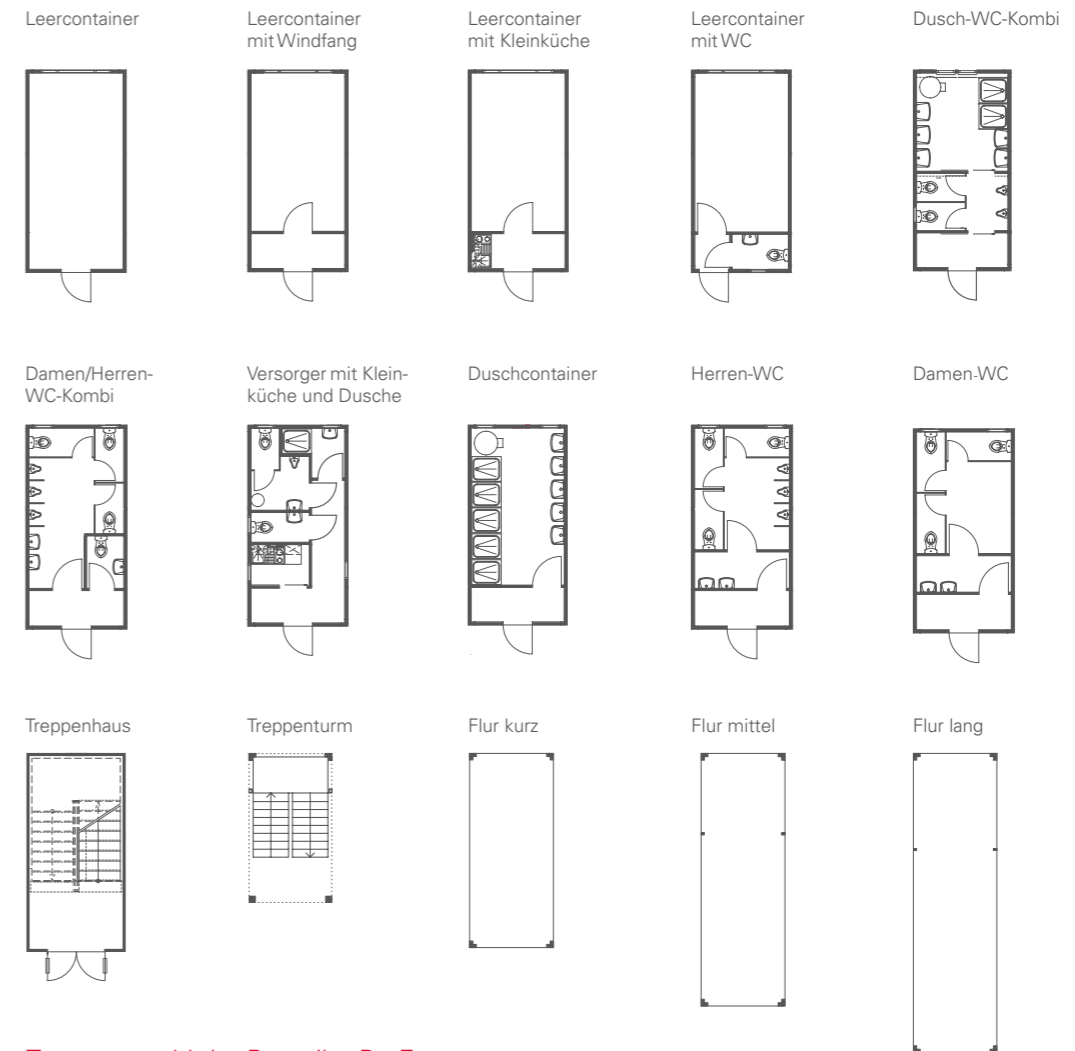 Leercontainer
Leercontainer
mit Windfang
Leercontainer
mit Kleinküche
Leercontainer
mit WC
Dusch-WC-Kombi
Damen/Herren-
WC-Kombi
Versorger mit Klein-
küche und Dusche
Duschcontainer
Herren-WC
Damen-WC
Treppenhaus
Treppenturm
Flur kurz
Flur mittel
Flur lang